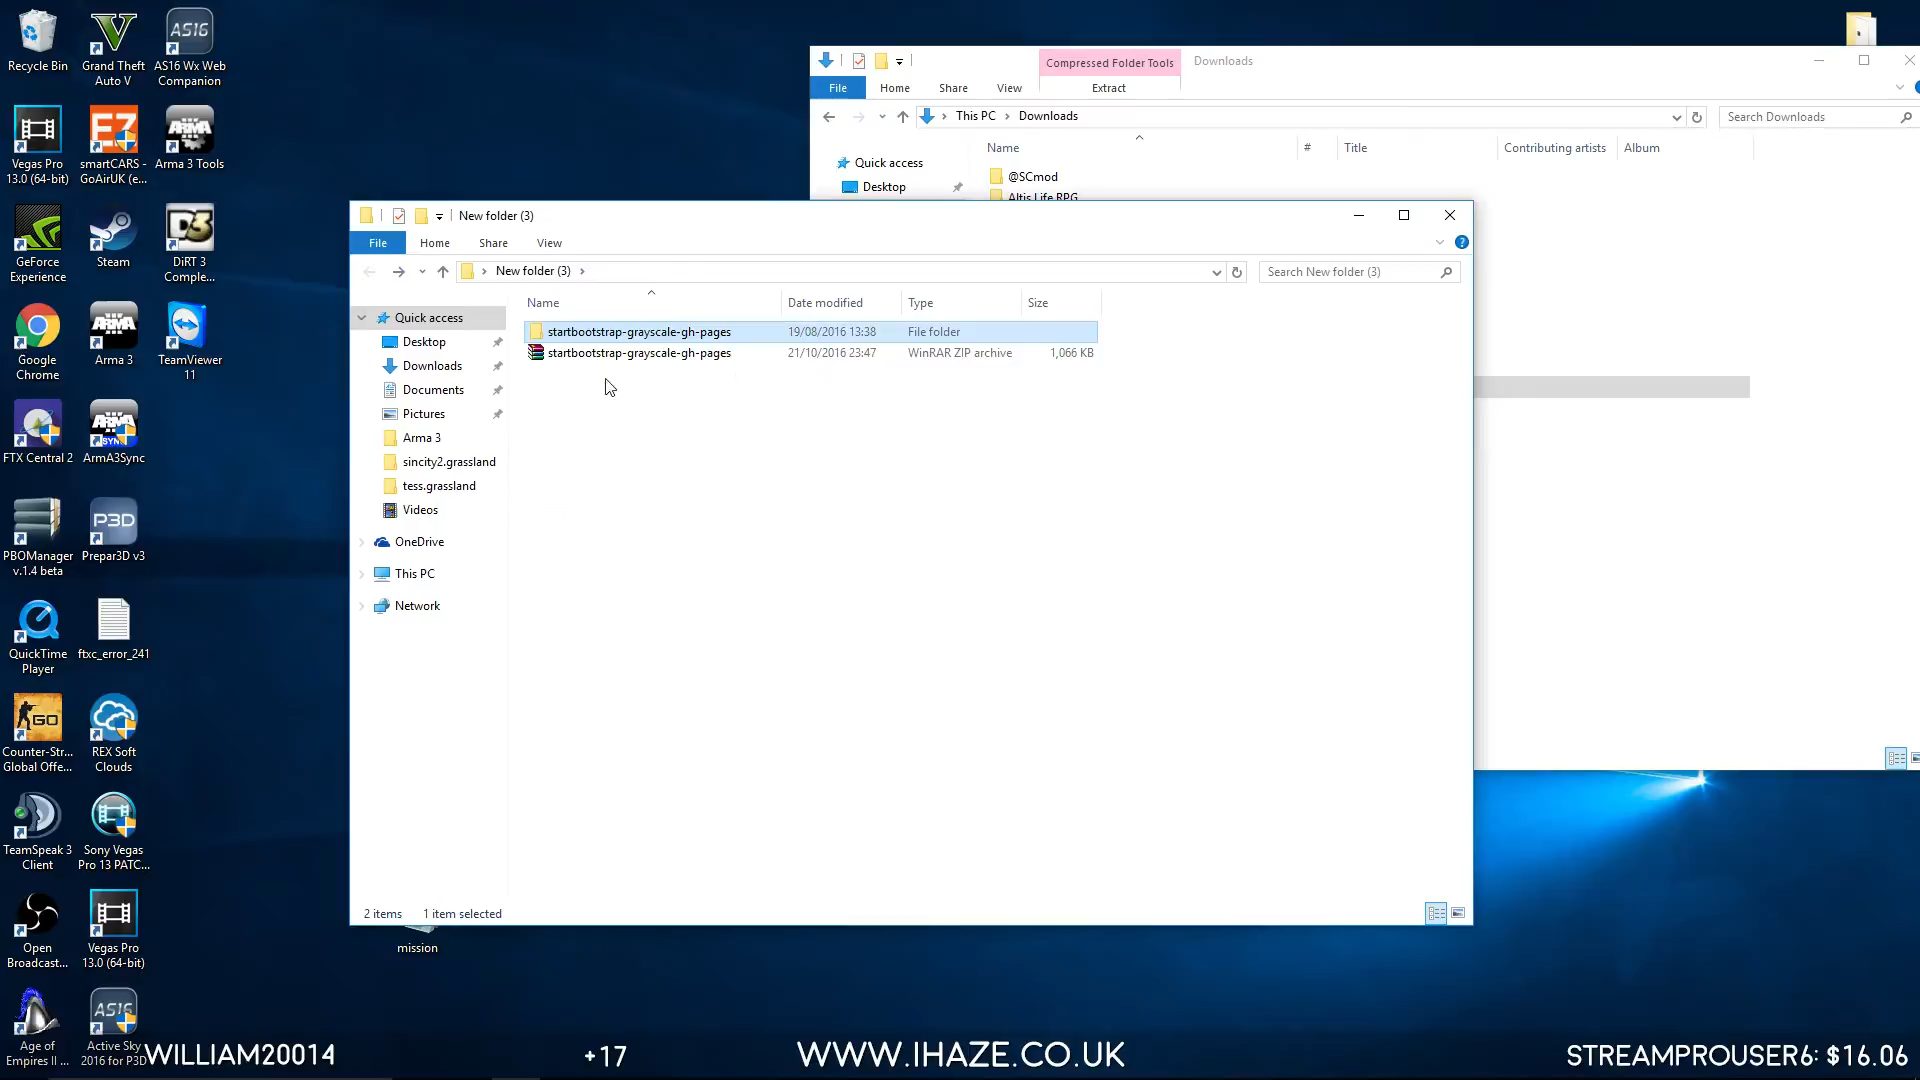 Recycle Bin
Grand Theft
Auto V
AS16
AS16 Wx Web
Companion
Vegas Pro
13.0 (64-bit)
smartCARS -
GoAirUK (e...
ARMA
Arma 3 Tools
GeForce
Experience
Steam
DiRT 3
Comple...
Google
Chrome
Arma 3
TeamViewer
11
FTX Central 2
ArmA3Sync
PBOManager
v.1.4 beta
P3D
Prepar3D v3
QuickTime
Player
ftxc_error_241
GO
Counter-Str...
Global Offe...
REX Soft
Clouds
TeamSpeak 3
Client
Sony Vegas
Pro 13 PATC...
Open
Broadcast...
Vegas Pro
13.0 (64-bit)
Age of
Empires II ...
AS16
Active Sky
2016 for P3D
mission
Compressed Folder Tools
Downloads
File
Home
Share
View
Extract
This PC
Downloads
Search Downloads
Name
#
Title
Contributing artists
Album
Quick access
Desktop
@SCmod
Altis Life RPG
New folder (3)
File
Home
Share
View
New folder (3)
Search New folder (3)
Name
Date modified
Type
Size
startbootstrap-grayscale-gh-pages 19/08/2016 13:38 File folder
startbootstrap-grayscale-gh-pages 21/10/2016 23:47 WinRAR ZIP archive 1,066 KB
Quick access
Desktop
Downloads
Documents
Pictures
Arma 3
sincity2.grassland
tess.grassland
Videos
OneDrive
This PC
Network
2 items 1 item selected
WILLIAM20014
+17
WWW.IHAZE.CO.UK
STREAMPROUSER6: $16.06